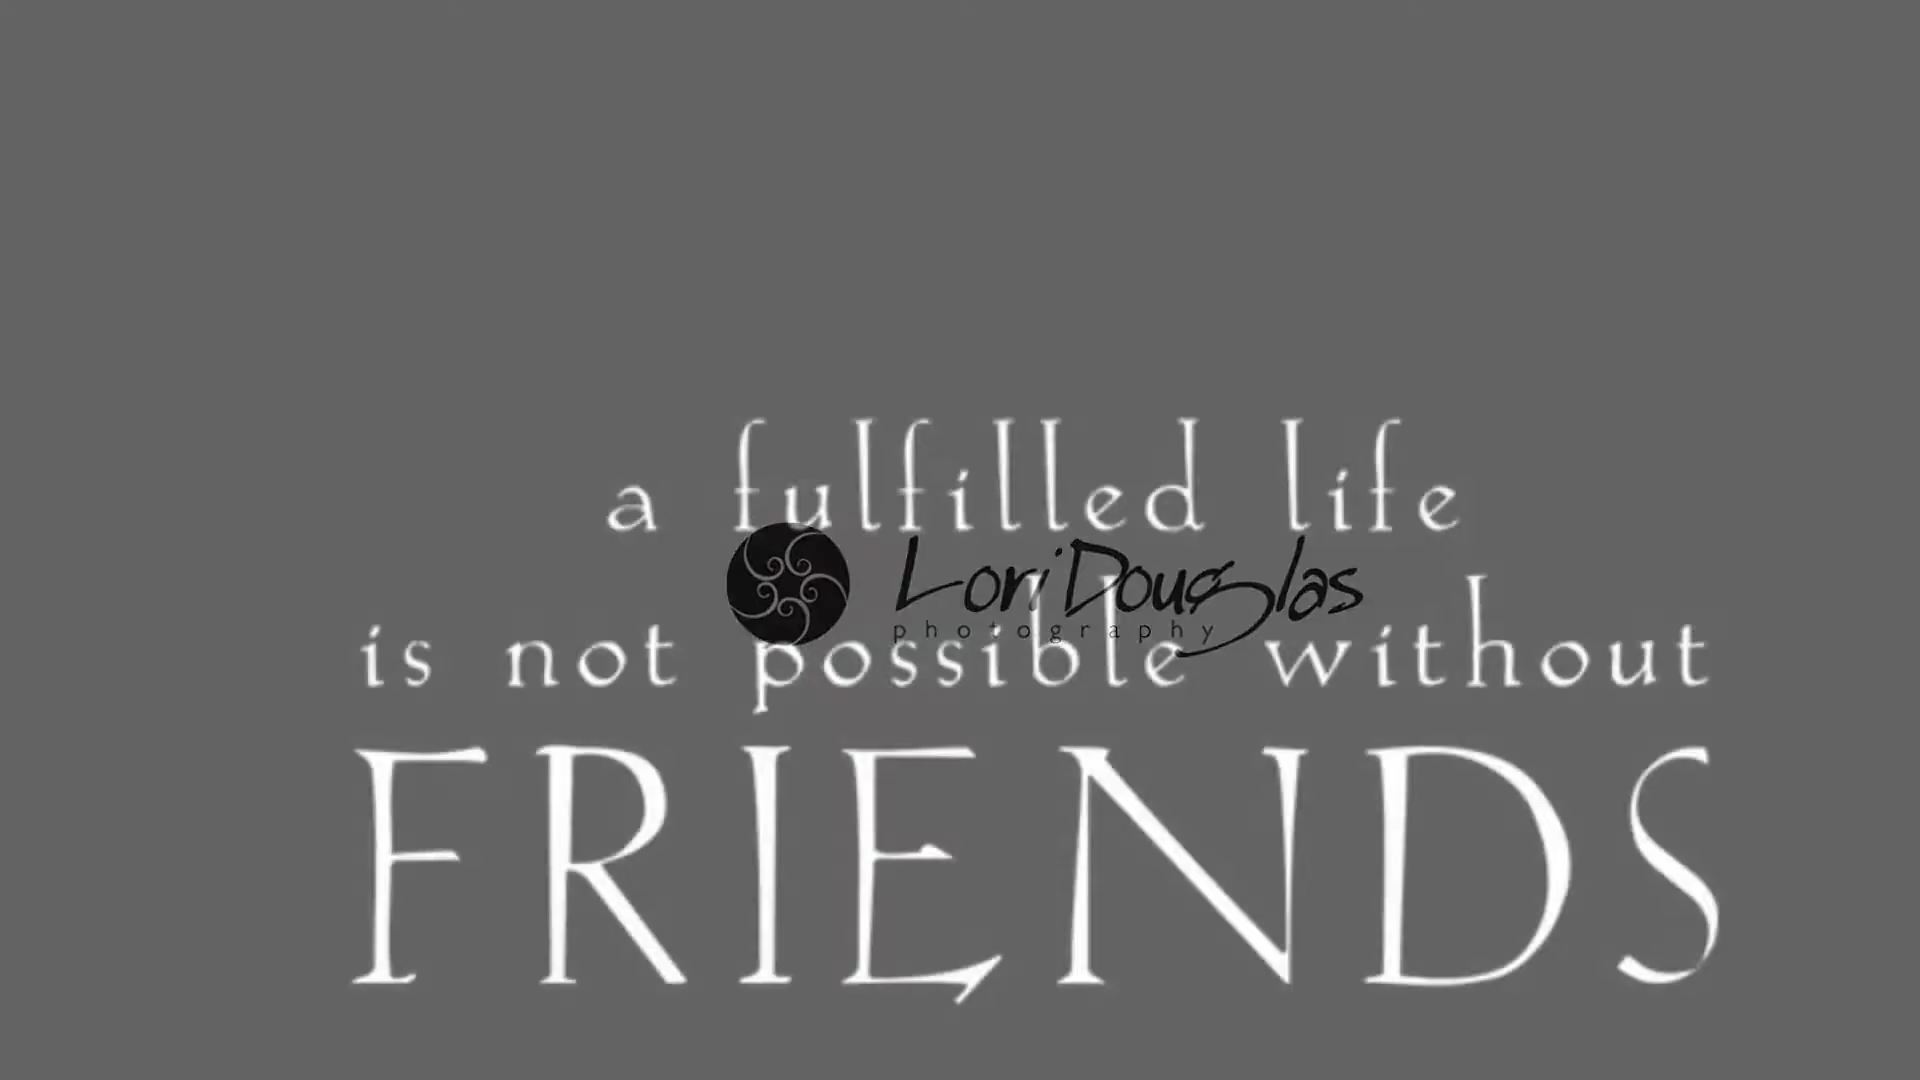 a fulfilled life
Lori Douglas
photography
is not possible without
FRIENDS